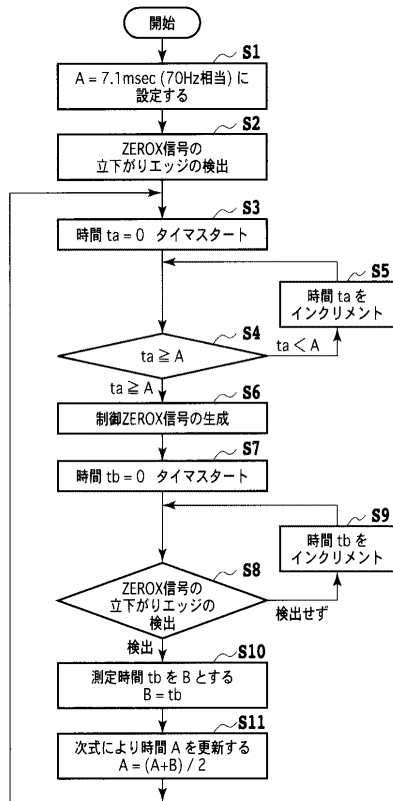 開始
S1
A = 7.1msec (70Hz相当) に
設定する
S2
ZEROX信号の
立下がりエッジの検出
S3
時間 ta = 0 タイマスタート
S5
時間 ta を
インクリメント
S4
ta ≧ A
ta < A
ta ≧ A
S6
制御ZEROX信号の生成
S7
時間 tb = 0 タイマスタート
S9
時間 tb を
インクリメント
S8
ZEROX信号の
立下がりエッジの
検出
検出せず
検出
S10
測定時間 tb を B とする
B = tb
S11
次式により時間 A を更新する
A = (A+B) / 2